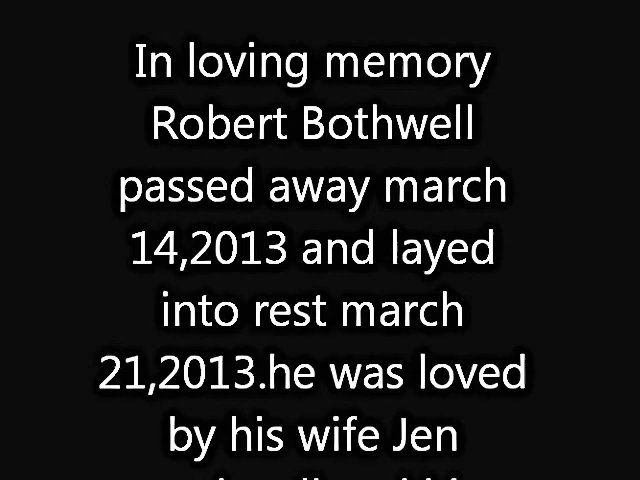 In loving memory
Robert Bothwell
passed away march
14,2013 and layed
into rest march
21,2013.he was loved
by his wife Jen